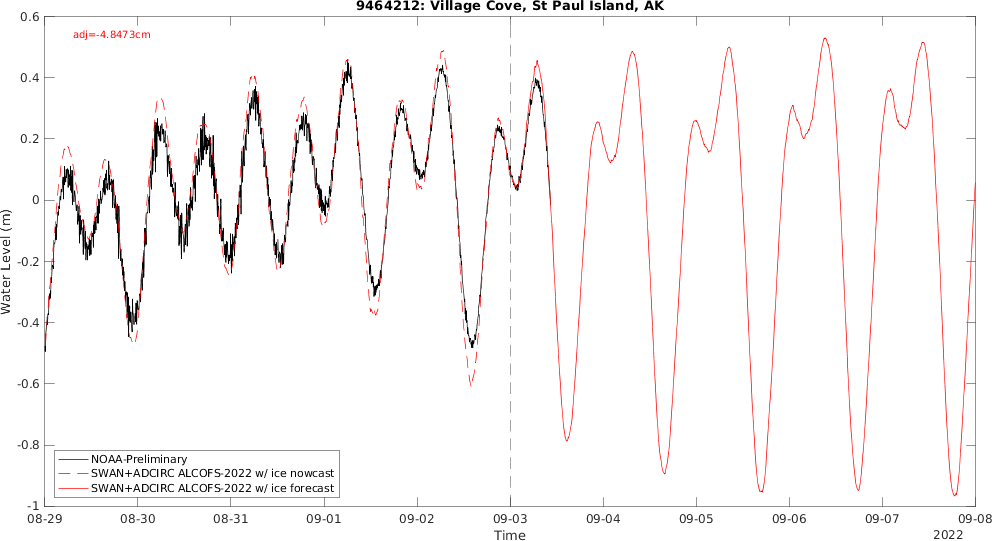 9464212: Village Cove, St Paul Island, AK
adj=-4.8473cm
0.6
0.4
0.2
0
-0.2
-0.4
-0.6
-0.8
-1
Water Level (m)
NOAA-Preliminary
SWAN+ADCIRC ALCOFS-2022 w/ ice nowcast
SWAN+ADCIRC ALCOFS-2022 w/ ice forecast
08-29 08-30 08-31 09-01 09-02 09-03 09-04 09-05 09-06 09-07 09-08
Time
2022